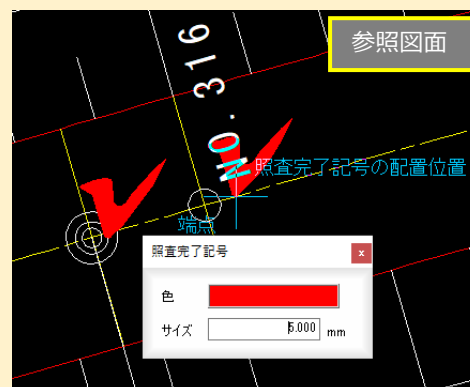 参照図面
NO.316
照査完了記号の配置位置
端点
照査完了記号
x
色
サイズ 5.000 mm